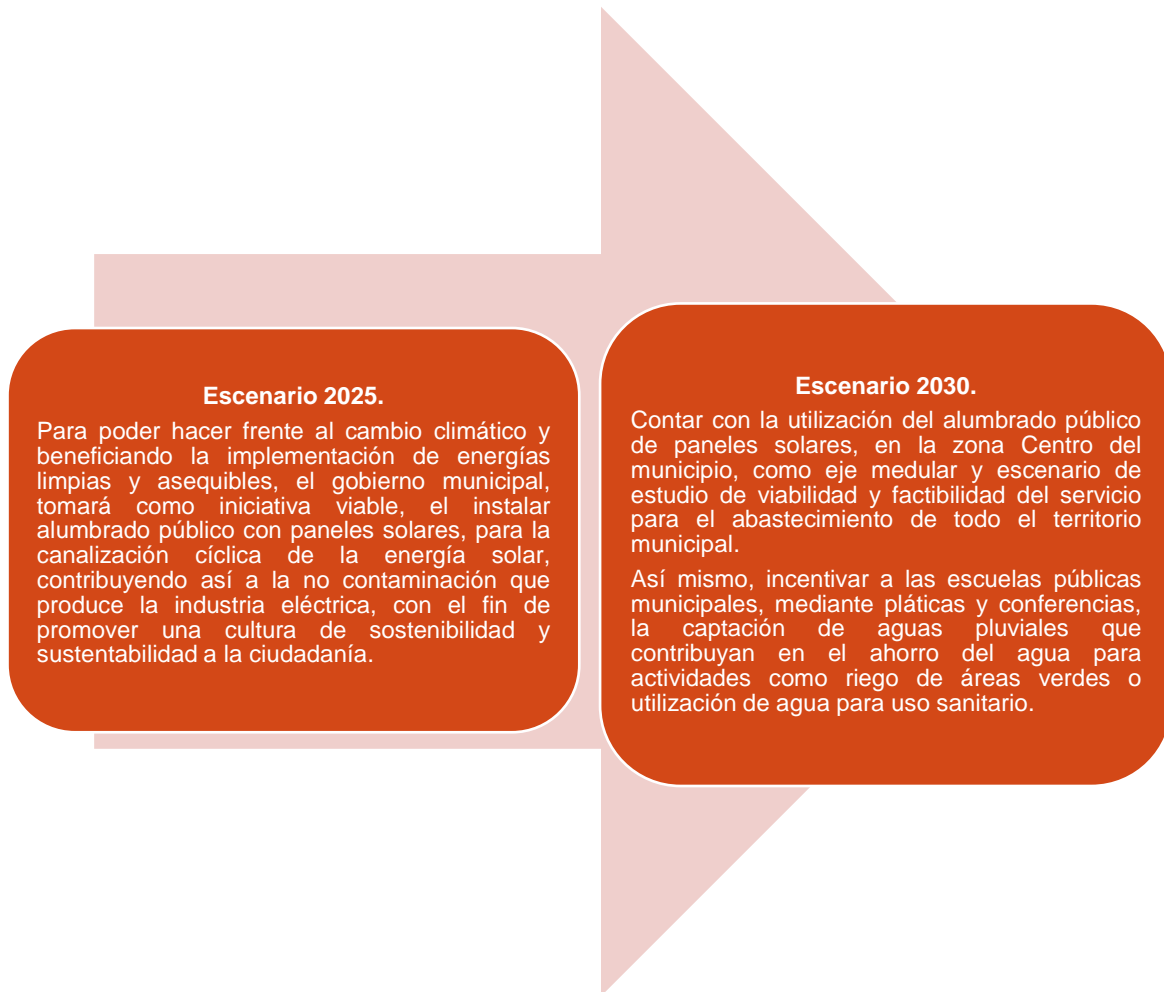 Escenario 2025.
Para poder hacer frente al cambio climático y
beneficiando la implementación de energías
limpias y asequibles, el gobierno municipal,
tomará como iniciativa viable, el instalar
alumbrado público con paneles solares, para la
canalización cíclica de la energía solar,
contribuyendo así a la no contaminación que
produce la industria eléctrica, con el fin de
promover una cultura de sostenibilidad y
sustentabilidad a la ciudadanía.
Escenario 2030.
Contar con la utilización del alumbrado público
de paneles solares, en la zona Centro del
municipio, como eje medular y escenario de
estudio de viabilidad y factibilidad del servicio
para el abastecimiento de todo el territorio
municipal.
Así mismo, incentivar a las escuelas públicas
municipales, mediante pláticas y conferencias,
la captación de aguas pluviales que
contribuyan en el ahorro del agua para
actividades como riego de áreas verdes o
utilización de agua para uso sanitario.